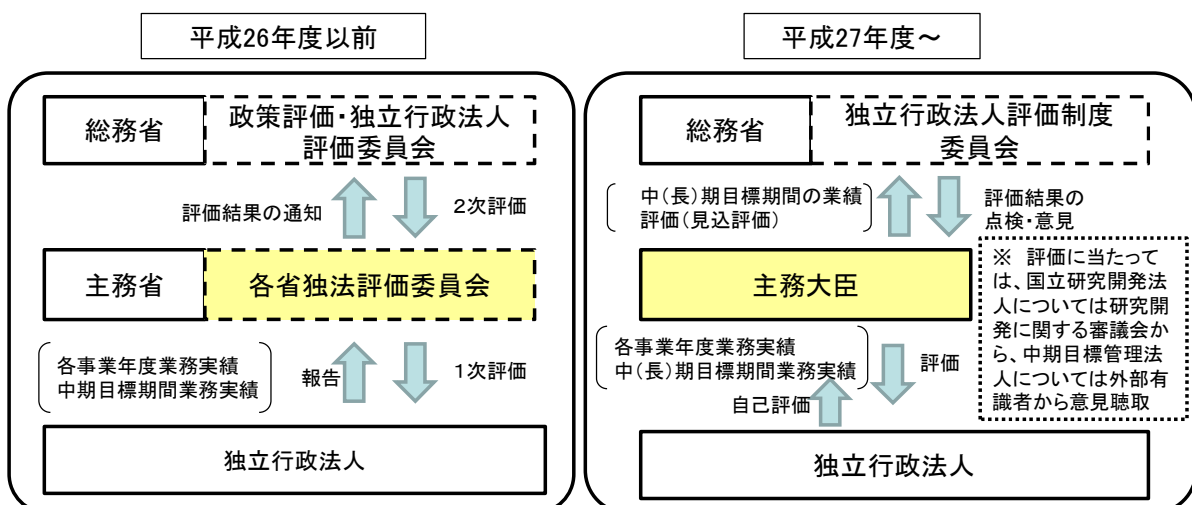 平成26年度以前
総務省
政策評価・独立行政法人
評価委員会
評価結果の通知
2次評価
主務省
各省独法評価委員会
各事業年度業務実績
中期目標期間業務実績
報告
1次評価
独立行政法人
平成27年度～
総務省
独立行政法人評価制度
委員会
中(長)期目標期間の業績
評価(見込評価)
評価結果の
点検・意見
主務大臣
※　評価に当たって
は、国立研究開発法
人については研究開
発に関する審議会か
ら、中期目標管理法
人については外部有
識者から意見聴取
各事業年度業務実績
中(長)期目標期間業務実績
自己評価
評価
独立行政法人